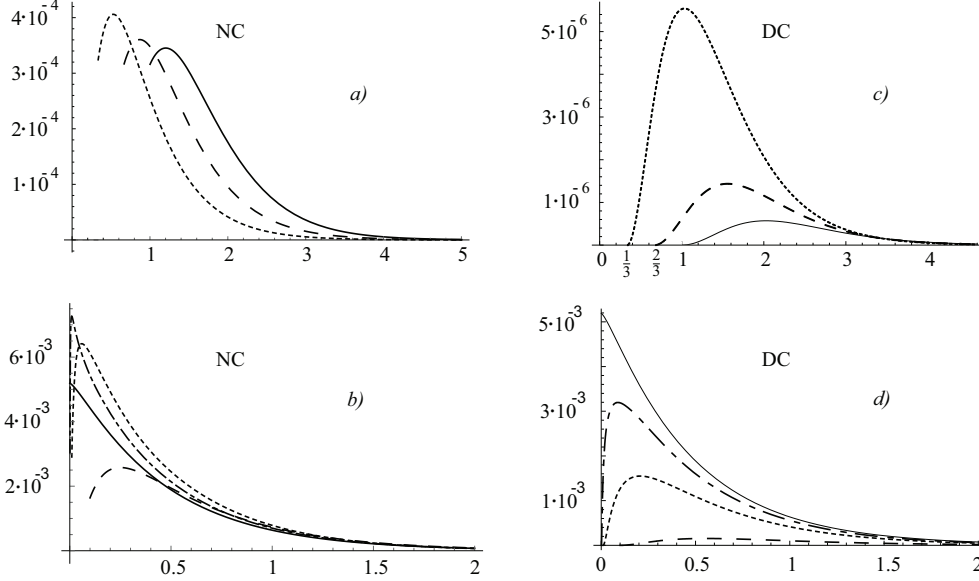 4·10-4
NC
3·10-4
a)
2·10-4
1·10-4
1 2 3 4 5
5·10-6
DC
c)
3·10-6
1·10-6
0 1/3 2/3 1 2 3 4
6·10-3
NC
b)
4·10-3
2·10-3
0.5 1 1.5 2
5·10-3
DC
d)
3·10-3
1·10-3
0 0.5 1 1.5 2